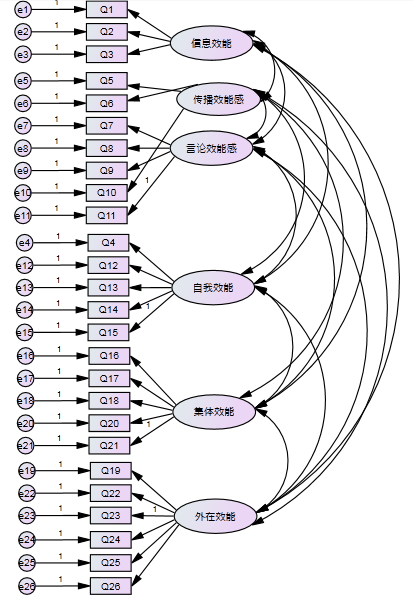 e1 1 Q1
e2 1 Q2 信息效能
e3 1 Q3
e5 1 Q5
e6 1 Q6 传播效能感
e7 1 Q7
e8 1 Q8 言论效能感
e9 1 Q9
e10 1 Q10 1
e11 1 Q11
e4 1 Q4
e12 1 Q12
e13 1 Q13 自我效能
e14 1 Q14 1
e15 1 Q15
e16 1 Q16
e17 1 Q17
e18 1 Q18 集体效能
e20 1 Q20 1
e21 1 Q21
e19 1 Q19
e22 1 Q22
e23 1 Q23 1 外在效能
e24 1 Q24
e25 1 Q25
e26 1 Q26